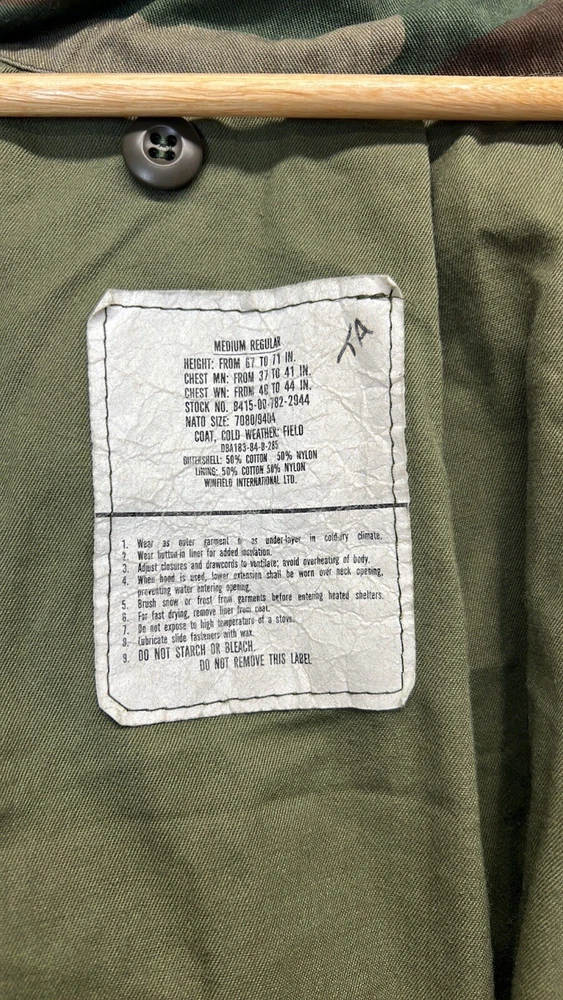 TA
MEDIUM REGULAR
HEIGHT: FROM 67 TO 71 IN.
CHEST MN: FROM 37 TO 41 IN.
CHEST WN: FROM 40 TO 44 IN.
STOCK NO. 8415-00-782-2944
NATO SIZE: 7080/9404
COAT, COLD WEATHER, FIELD
DBA183-84-B-285
OUTERSHELL: 50% COTTON 50% NYLON
LINING: 50% COTTON 50% NYLON
WINFIELD INTERNATIONAL LTD.
1. Wear as outer garment or as under-layer in cold-dry climate.
2. Wear button-in liner for added insulation.
3. Adjust closures and drawcords to ventilate; avoid overheating of body.
4. When hood is used, lower extension shall be worn over neck opening,
preventing water entering opening.
5. Brush snow or frost from garments before entering heated shelters.
6. For fast drying, remove liner from coat.
7. Do not expose to high temperature of a stove.
8. Lubricate slide fasteners with wax.
9. DO NOT STARCH OR BLEACH.
DO NOT REMOVE THIS LABEL